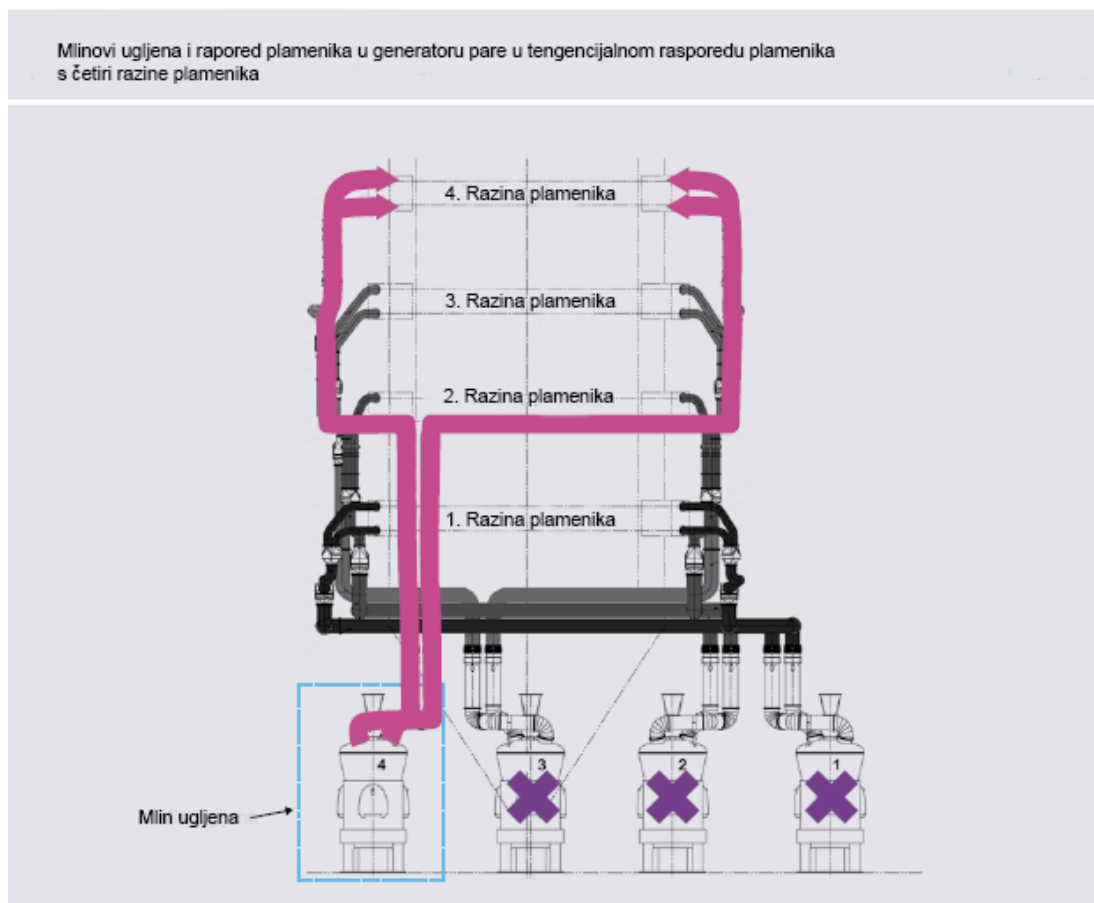 Mlinovi ugljena i rapored plamenika u generatoru pare u tengencijalnom rasporedu plamenika
s četiri razine plamenika
4. Razina plamenika
3. Razina plamenika
2. Razina plamenika
1. Razina plamenika
4
3
2
1
Mlin ugljena